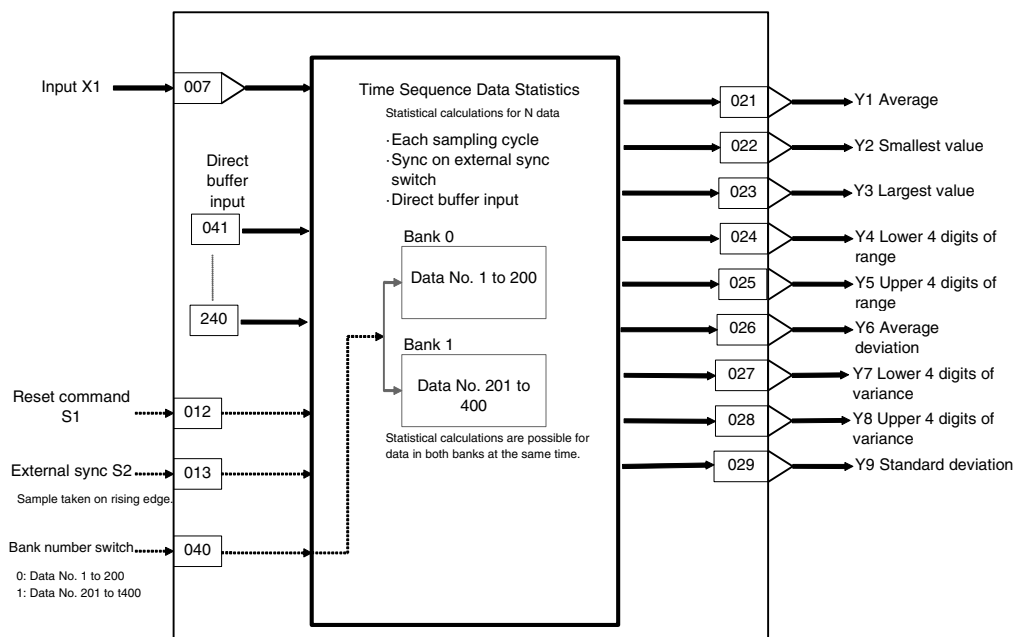 Input X1
007
Direct
buffer
input
041
240
Reset command
S1
012
External sync S2
013
Sample taken on rising edge.
Bank number switch
040
0: Data No. 1 to 200
1: Data No. 201 to t400
Time Sequence Data Statistics
Statistical calculations for N data
·Each sampling cycle
·Sync on external sync
switch
·Direct buffer input
Bank 0
Data No. 1 to 200
Bank 1
Data No. 201 to
400
Statistical calculations are possible for
data in both banks at the same time.
021
Y1 Average
022
Y2 Smallest value
023
Y3 Largest value
024
Y4 Lower 4 digits of
range
025
Y5 Upper 4 digits of
range
026
Y6 Average
deviation
027
Y7 Lower 4 digits of
variance
028
Y8 Upper 4 digits of
variance
029
Y9 Standard deviation